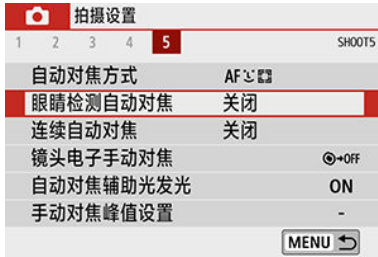 拍摄设置
1 2 3 4 5 SHOOT5
自动对焦方式 AF
眼睛检测自动对焦 关闭
连续自动对焦 关闭
镜头电子手动对焦 →OFF
自动对焦辅助光发光 ON
手动对焦峰值设置 -
MENU